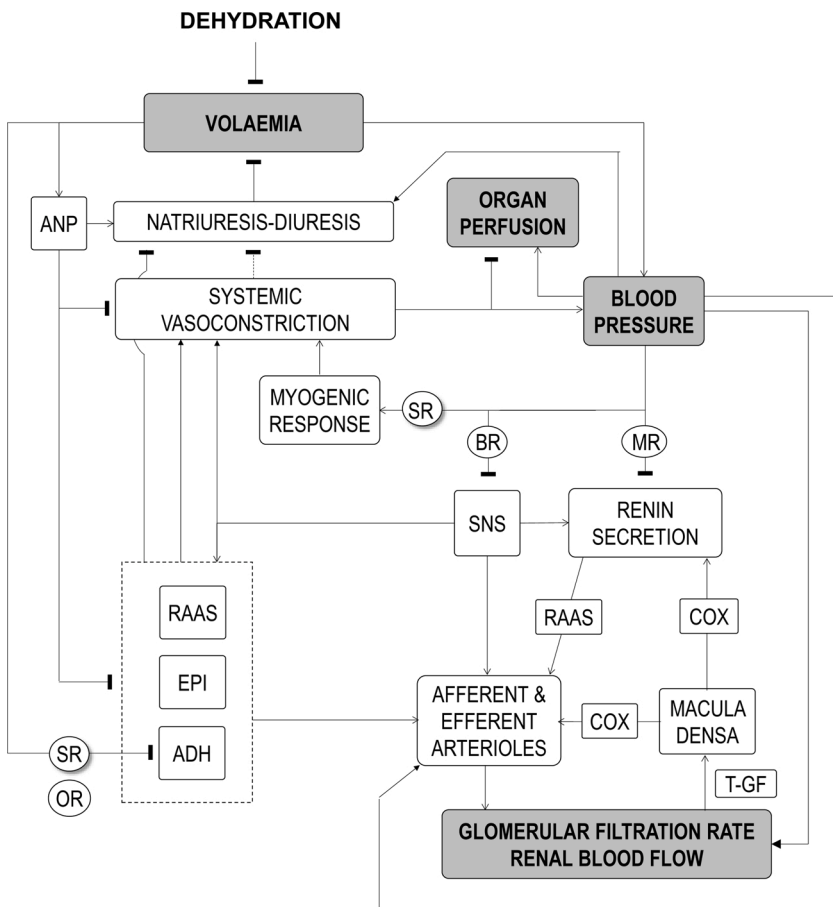 DEHYDRATION
VOLAEMIA
ANP
NATRIURESIS-DIURESIS
ORGAN
PERFUSION
SYSTEMIC
VASOCONSTRICTION
BLOOD
PRESSURE
MYOGENIC
RESPONSE
SR
BR
MR
SNS
RENIN
SECRETION
RAAS
RAAS
COX
EPI
AFFERENT &
EFFERENT
ARTERIOLES
COX
MACULA
DENSA
SR
ADH
T-GF
OR
GLOMERULAR FILTRATION RATE
RENAL BLOOD FLOW